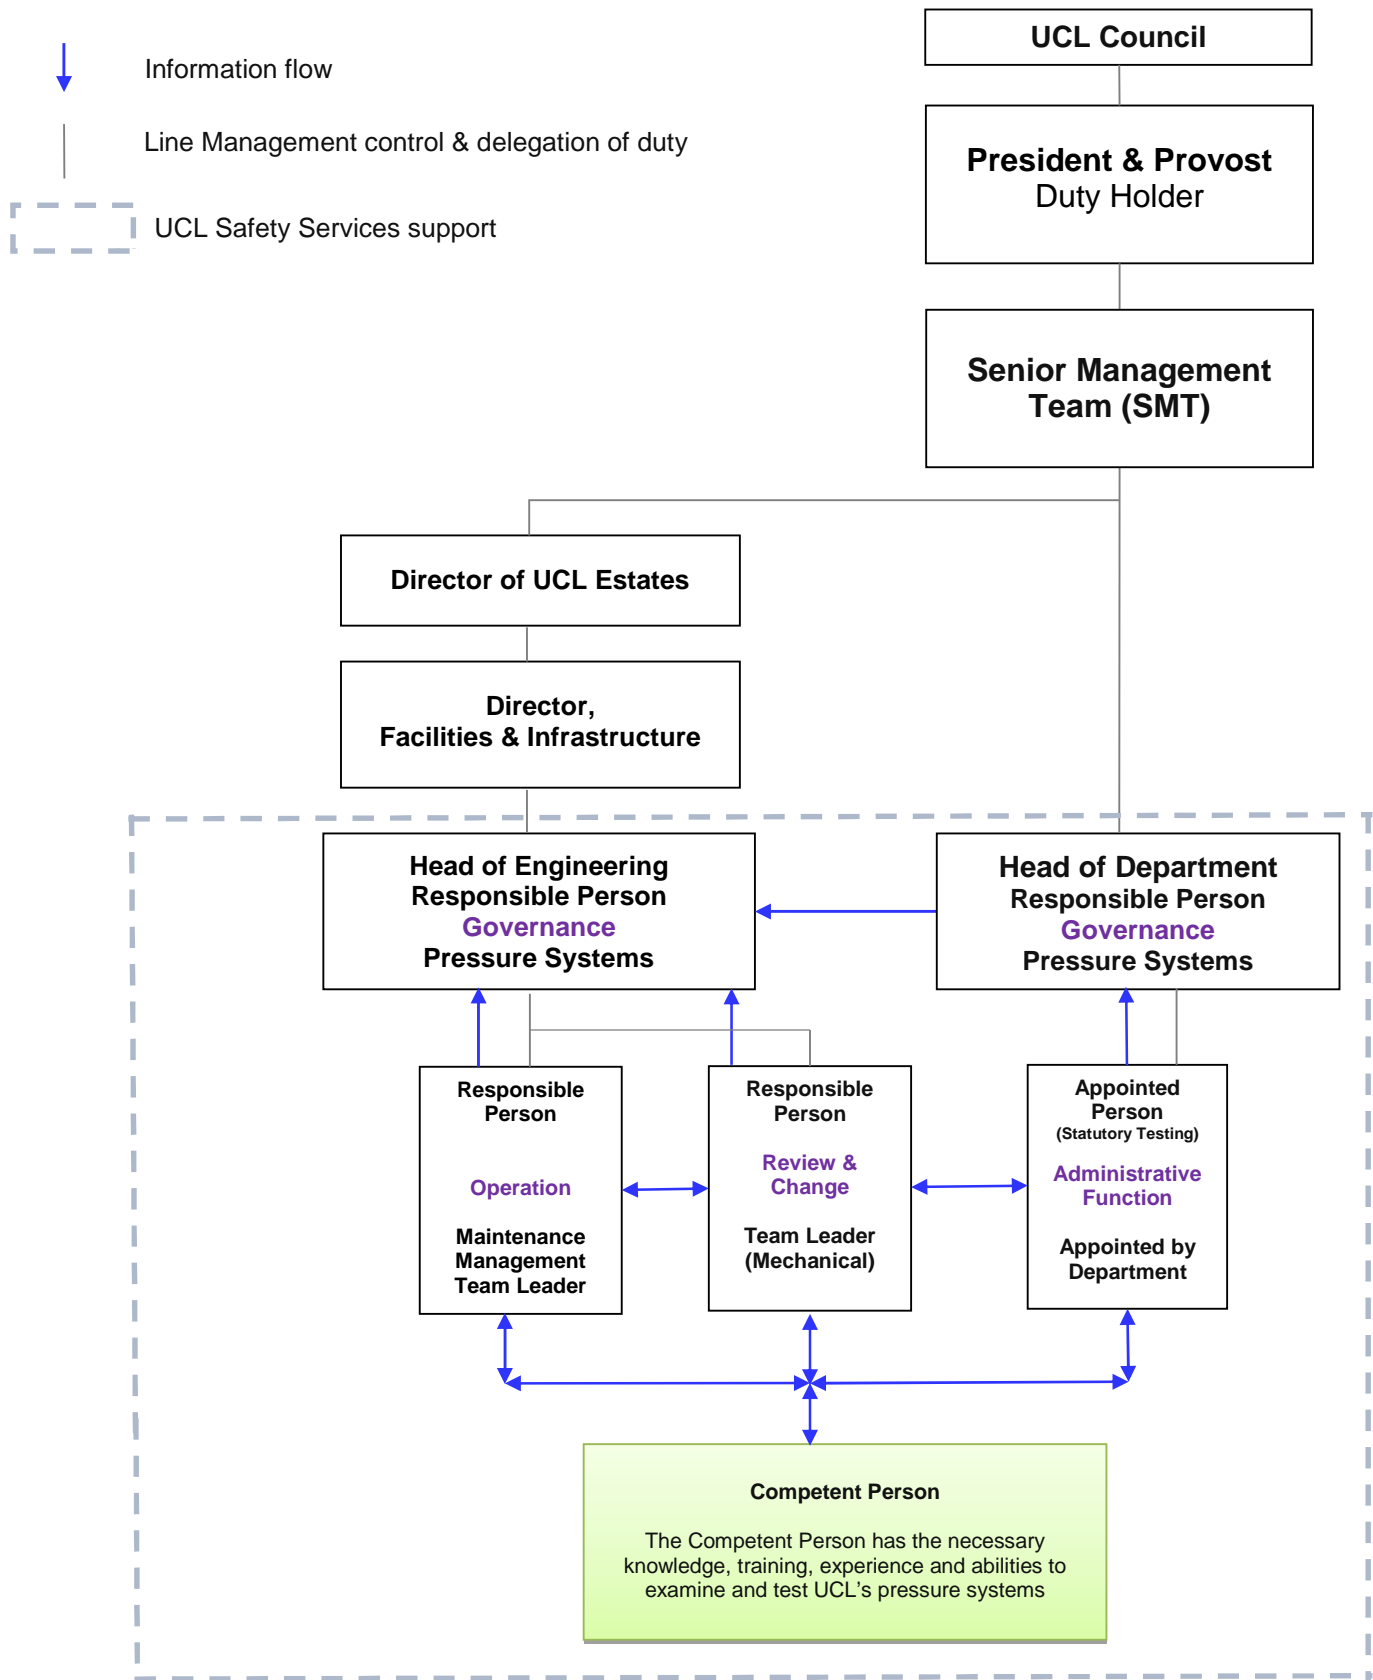 Information flow
Line Management control & delegation of duty
UCL Safety Services support
UCL Council
President & Provost
Duty Holder
Senior Management
Team (SMT)
Director of UCL Estates
Director,
Facilities & Infrastructure
Head of Engineering
Responsible Person
Governance
Pressure Systems
Head of Department
Responsible Person
Governance
Pressure Systems
Responsible
Person
Operation
Maintenance
Management
Team Leader
Responsible
Person
Review &
Change
Team Leader
(Mechanical)
Appointed
Person
(Statutory Testing)
Administrative
Function
Appointed by
Department
Competent Person
The Competent Person has the necessary
knowledge, training, experience and abilities to
examine and test UCL's pressure systems